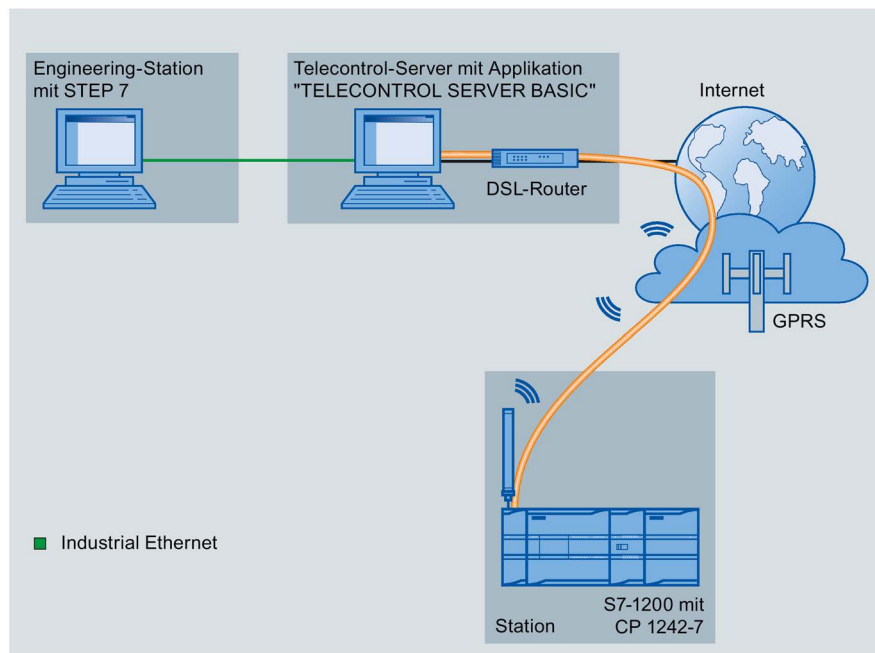 Engineering-Station
mit STEP 7
Telecontrol-Server mit Applikation
"TELECONTROL SERVER BASIC"
Internet
DSL-Router
GPRS
Industrial Ethernet
S7-1200 mit
CP 1242-7
Station